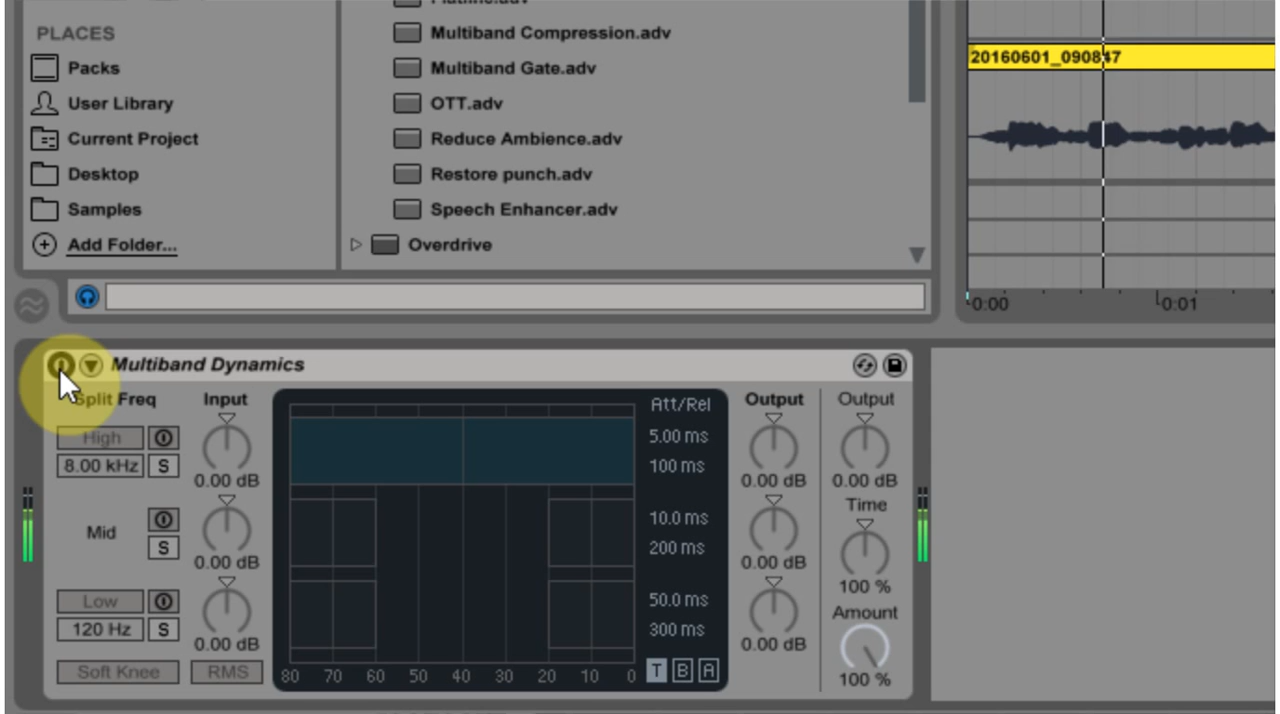 Flatline.adv
PLACES
Multiband Compression.adv
Packs
Multiband Gate.adv
User Library
OTT.adv
Current Project
Reduce Ambience.adv
Desktop
Restore punch.adv
Samples
Speech Enhancer.adv
Add Folder...
Overdrive
20160601_090847
0:00
0:01
Multiband Dynamics
Split Freq
Input
Att/Rel
Output
Output
High
5.00 ms
8.00 kHz
S
100 ms
0.00 dB
0.00 dB
0.00 dB
Time
Mid
10.0 ms
S
200 ms
0.00 dB
0.00 dB
100 %
Low
50.0 ms
Amount
120 Hz
S
300 ms
0.00 dB
0.00 dB
Soft Knee
RMS
80 70 60 50 40 30 20 10 0
T B A
100 %